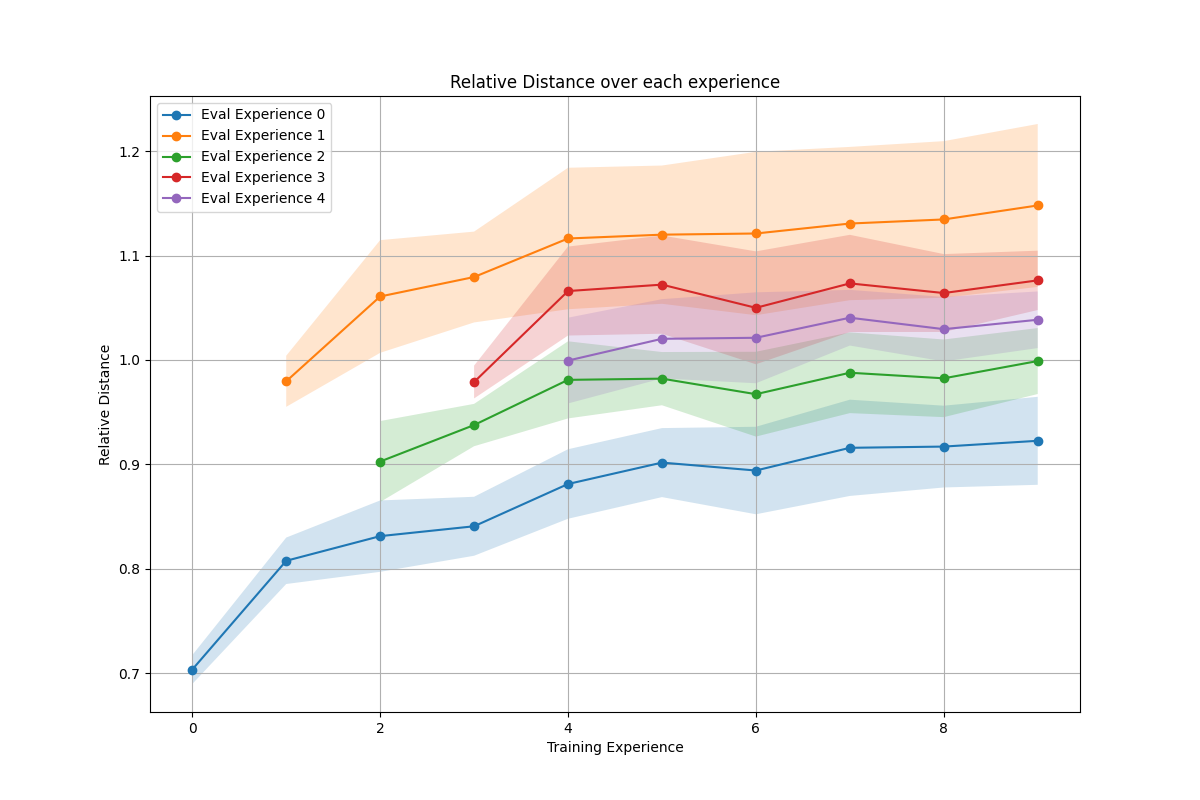 Relative Distance over each experience
Eval Experience 0
Eval Experience 1
Eval Experience 2
Eval Experience 3
Eval Experience 4
1.2
1.1
1.0
0.9
0.8
0.7
Relative Distance
0 2 4 6 8
Training Experience